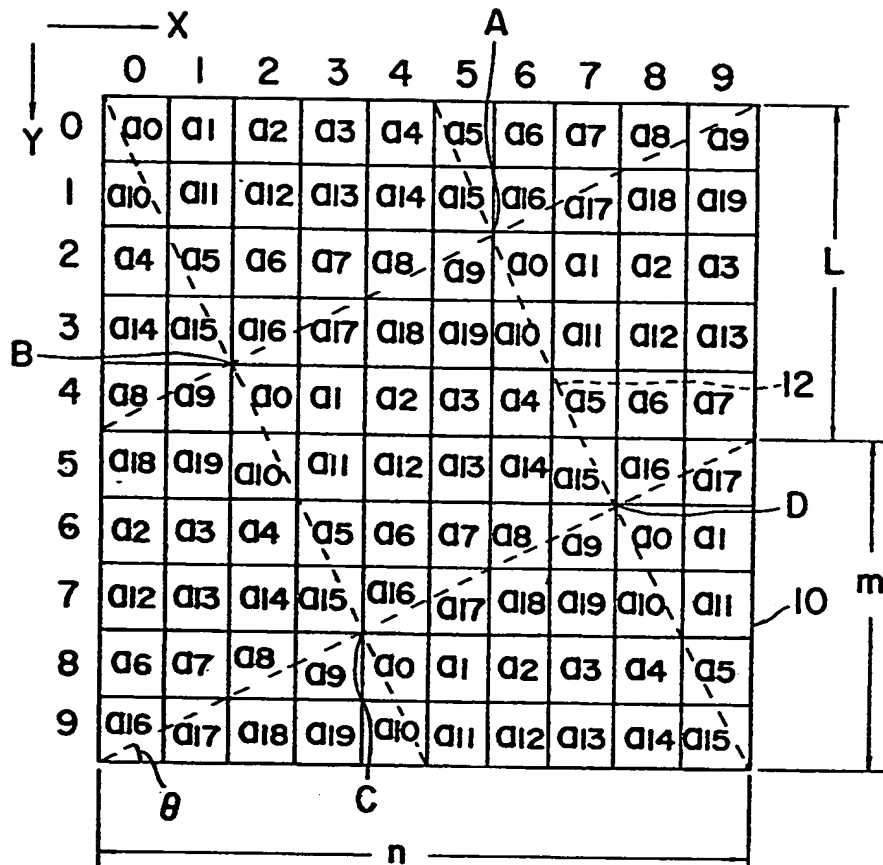 X A
0 1 2 3 4 5 6 7 8 9
Y
0 a0 a1 a2 a3 a4 a5 a6 a7 a8 a9
1 a10 a11 a12 a13 a14 a15 a16 a17 a18 a19
2 a4 a5 a6 a7 a8 a9 a0 a1 a2 a3 L
3 a14 a15 a16 a17 a18 a19 a10 a11 a12 a13
B
4 a8 a9 a0 a1 a2 a3 a4 a5 a6 a7 12
5 a18 a19 a10 a11 a12 a13 a14 a15 a16 a17
D
6 a2 a3 a4 a5 a6 a7 a8 a9 a0 a1
7 a12 a13 a14 a15 a16 a17 a18 a19 a10 a11 10 m
8 a6 a7 a8 a9 a0 a1 a2 a3 a4 a5
9 a16 a17 a18 a19 a10 a11 a12 a13 a14 a15
θ C
n